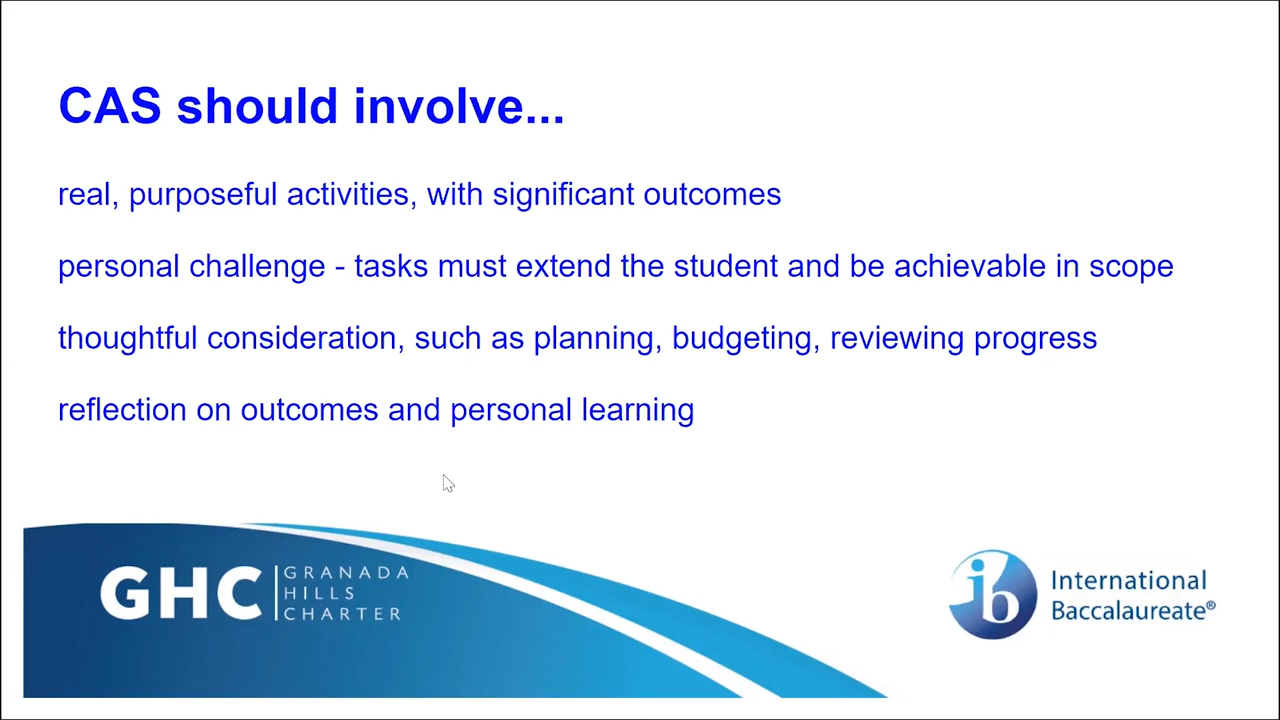 CAS should involve...
real, purposeful activities, with significant outcomes
personal challenge - tasks must extend the student and be achievable in scope
thoughtful consideration, such as planning, budgeting, reviewing progress
reflection on outcomes and personal learning
GHC
GRANADA
HILLS
CHARTER
ib
International
Baccalaureate®